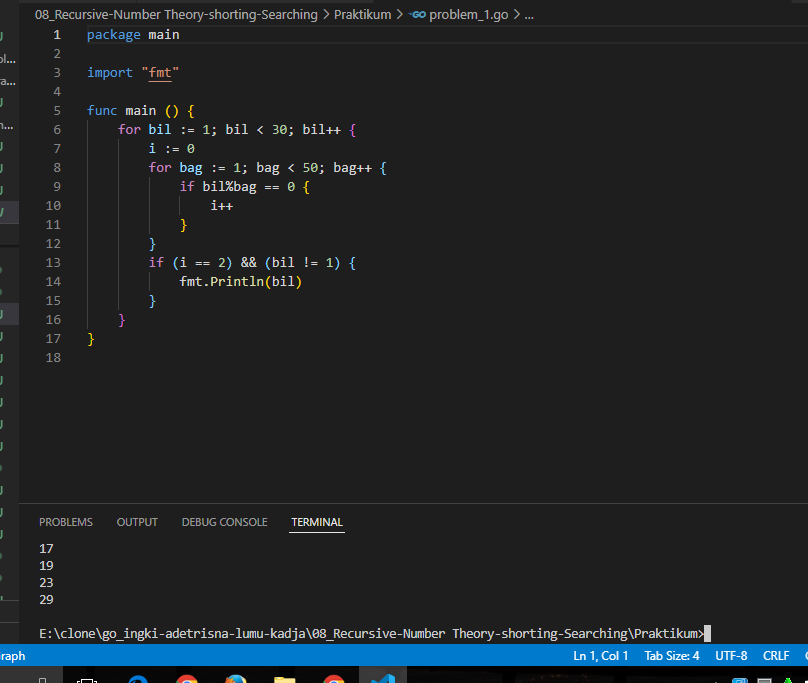 08_Recursive-Number Theory-shorting-Searching > Praktikum > GO problem_1.go > ...
1 package main
2
3 import "fmt"
4
5 func main () {
6 for bil := 1; bil < 30; bil++ {
7 i := 0
8 for bag := 1; bag < 50; bag++ {
9 if bil%bag == 0 {
10 i++
11 }
12 }
13 if (i == 2) && (bil != 1) {
14 fmt.Println(bil)
15 }
16 }
17 }
18
PROBLEMS OUTPUT DEBUG CONSOLE TERMINAL
17
19
23
29
E:\clone\go_ingki-adetrisna-lumu-kadja\08_Recursive-Number Theory-shorting-Searching\Praktikum>
Ln 1, Col 1 Tab Size: 4 UTF-8 CRLF